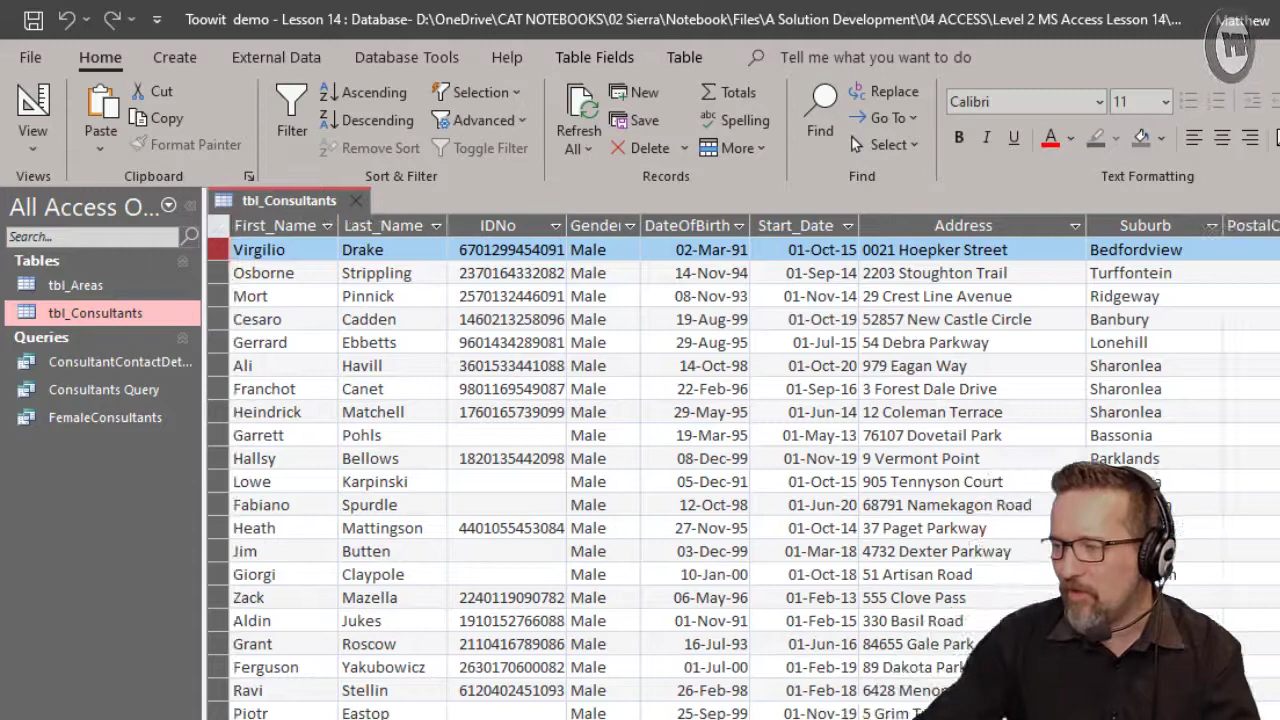 Toowit demo - Lesson 14 : Database- D:\OneDrive\CAT NOTEBOOKS\02 Sierra\Notebook\Files\A Solution Development\04 ACCESS\Level 2 MS Access Lesson 14\... Matthew
File Home Create External Data Database Tools Help Table Fields Table Tell me what you want to do
View Paste Cut Copy Format Painter Filter Ascending Descending Remove Sort Selection Advanced Toggle Filter Refresh All New Save Delete Totals Spelling More Find Replace Go To Select Calibri 11 B I U A
Views Clipboard Sort & Filter Records Find Text Formatting
All Access O...
Search...
Tables
tbl_Areas
tbl_Consultants
Queries
ConsultantContactDet...
Consultants Query
FemaleConsultants
tbl_Consultants
First_Name Last_Name IDNo Gende DateOfBirth Start_Date Address Suburb PostalC
Virgilio Drake 6701299454091 Male 02-Mar-91 01-Oct-15 0021 Hoepker Street Bedfordview
Osborne Strippling 2370164332082 Male 14-Nov-94 01-Sep-14 2203 Stoughton Trail Turffontein
Mort Pinnick 2570132446091 Male 08-Nov-93 01-Nov-14 29 Crest Line Avenue Ridgeway
Cesaro Cadden 1460213258096 Male 19-Aug-99 01-Oct-19 52857 New Castle Circle Banbury
Gerrard Ebbetts 9601434289081 Male 29-Aug-95 01-Jul-15 54 Debra Parkway Lonehill
Ali Havill 3601533441088 Male 14-Oct-98 01-Oct-20 979 Eagan Way Sharonlea
Franchot Canet 9801169549087 Male 22-Feb-96 01-Sep-16 3 Forest Dale Drive Sharonlea
Heindrick Matchell 1760165739099 Male 29-May-95 01-Jun-14 12 Coleman Terrace Sharonlea
Garrett Pohls Male 19-Mar-95 01-May-13 76107 Dovetail Park Bassonia
Hallsy Bellows 1820135442098 Male 08-Dec-99 01-Nov-19 9 Vermont Point Parklands
Lowe Karpinski Male 05-Dec-91 01-Oct-15 905 Tennyson Court
Fabiano Spurdle Male 12-Oct-98 01-Jun-20 68791 Namekagon Road
Heath Mattingson 4401055453084 Male 27-Nov-95 01-Oct-14 37 Paget Parkway
Jim Butten Male 03-Dec-99 01-Mar-18 4732 Dexter Parkway
Giorgi Claypole Male 10-Jan-00 01-Oct-18 51 Artisan Road
Zack Mazella 2240119090782 Male 06-May-96 01-Feb-13 555 Clove Pass
Aldin Jukes 1910152766088 Male 01-Nov-91 01-Feb-15 330 Basil Road
Grant Roscow 2110416789086 Male 16-Jul-93 01-Jun-16 84655 Gale Park
Ferguson Yakubowicz 2630170600082 Male 01-Jul-00 01-Feb-19 89 Dakota
Ravi Stellin 6120402451093 Male 26-Feb-98 01-Sep-18 6428
Piotr Eastop Male 25-Sep-99 01-Nov-19 5 Grim